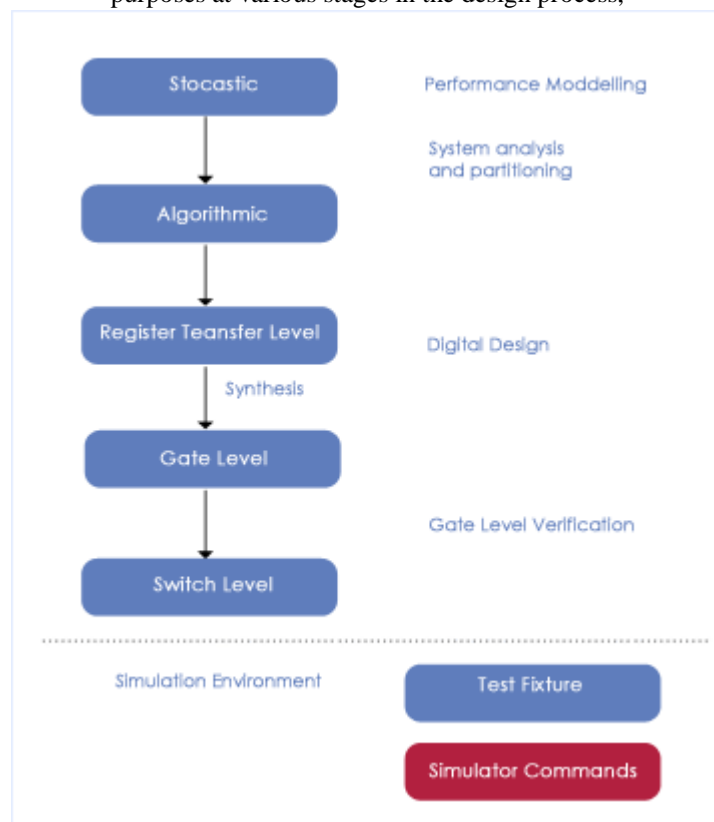 purposes at various stages in the design process,
Stocastic
Performance Moddelling
System analysis
and partitioning
Algorithmic
Register Teansfer Level
Digital Design
Synthesis
Gate Level
Gate Level Verification
Switch Level
Simulation Environment
Test Fixture
Simulator Commands